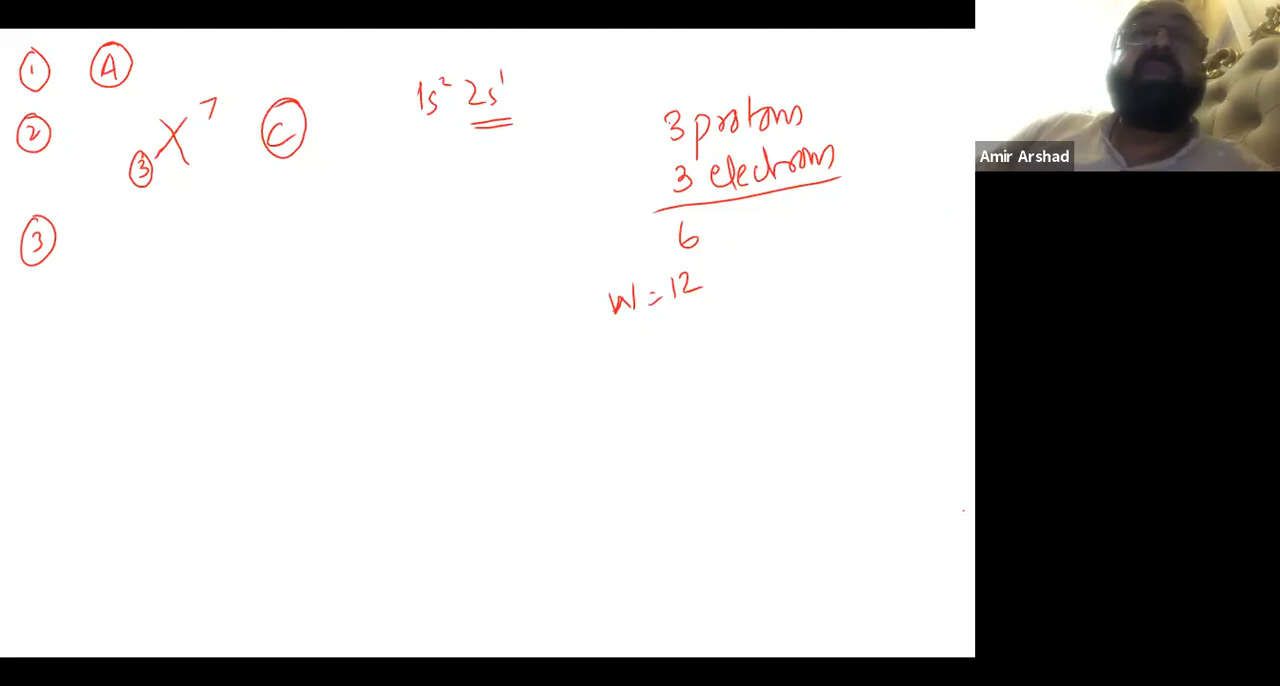 ① Ⓐ
② ₃X⁷ Ⓒ
1s² 2s¹
③
3 protons
3 electrons
6
W = 12
Amir Arshad